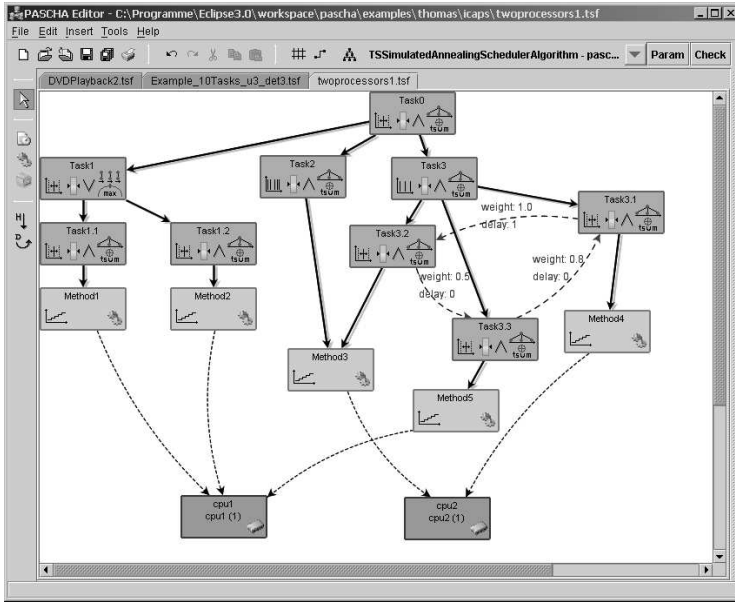 PASCHA Editor - C:\Programme\Eclipse3.0\workspace\pascha\examples\thomas\icaps\twoprocessors1.tsf
File Edit Insert Tools Help
TSSimulatedAnnealingSchedulerAlgorithm - pasc... Param Check
DVDPlayback2.tsf Example_10Tasks_u3_det3.tsf twoprocessors1.tsf
Task0
tsum
Task1
max
Task2
tsum
Task3
tsum
Task3.1
tsum
weight: 1.0
delay: 1
Task1.1
tsum
Task1.2
tsum
Task3.2
tsum
weight: 0.8
delay: 0
weight: 0.5
delay: 0
Method1
Method2
Task3.3
tsum
Method4
Method3
Method5
cpu1
cpu1 (1)
cpu2
cpu2 (1)